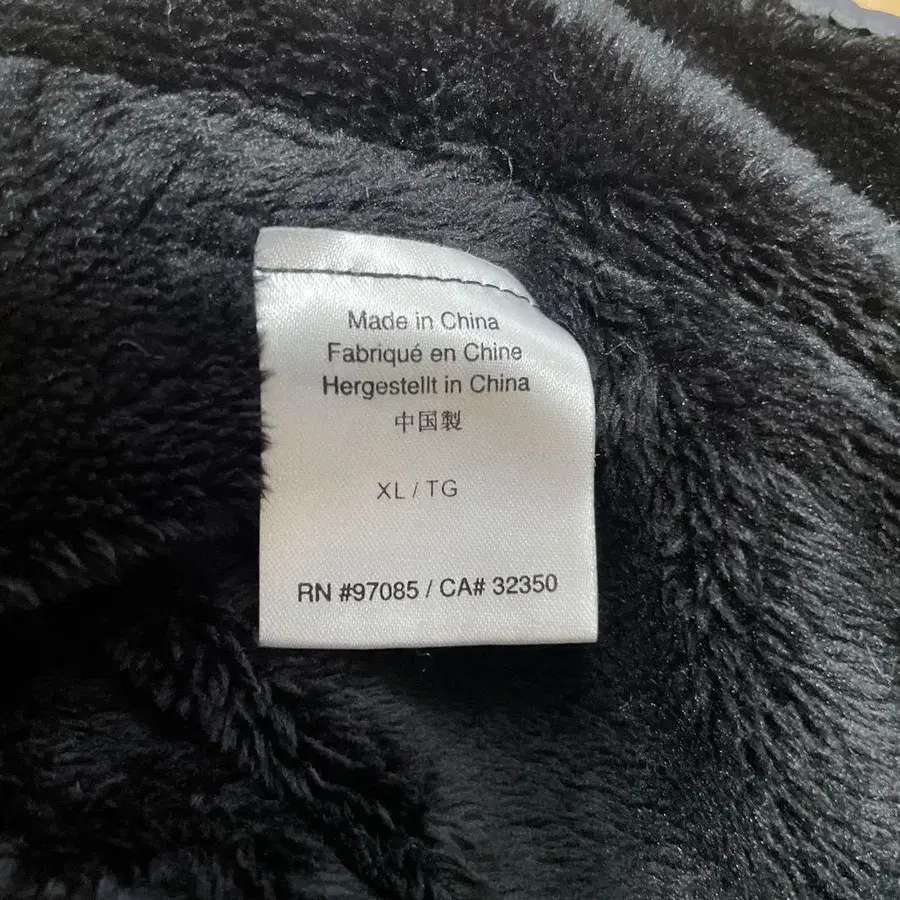 Made in China
Fabriqué en Chine
Hergestellt in China
中国製
XL / TG
RN #97085 / CA# 32350